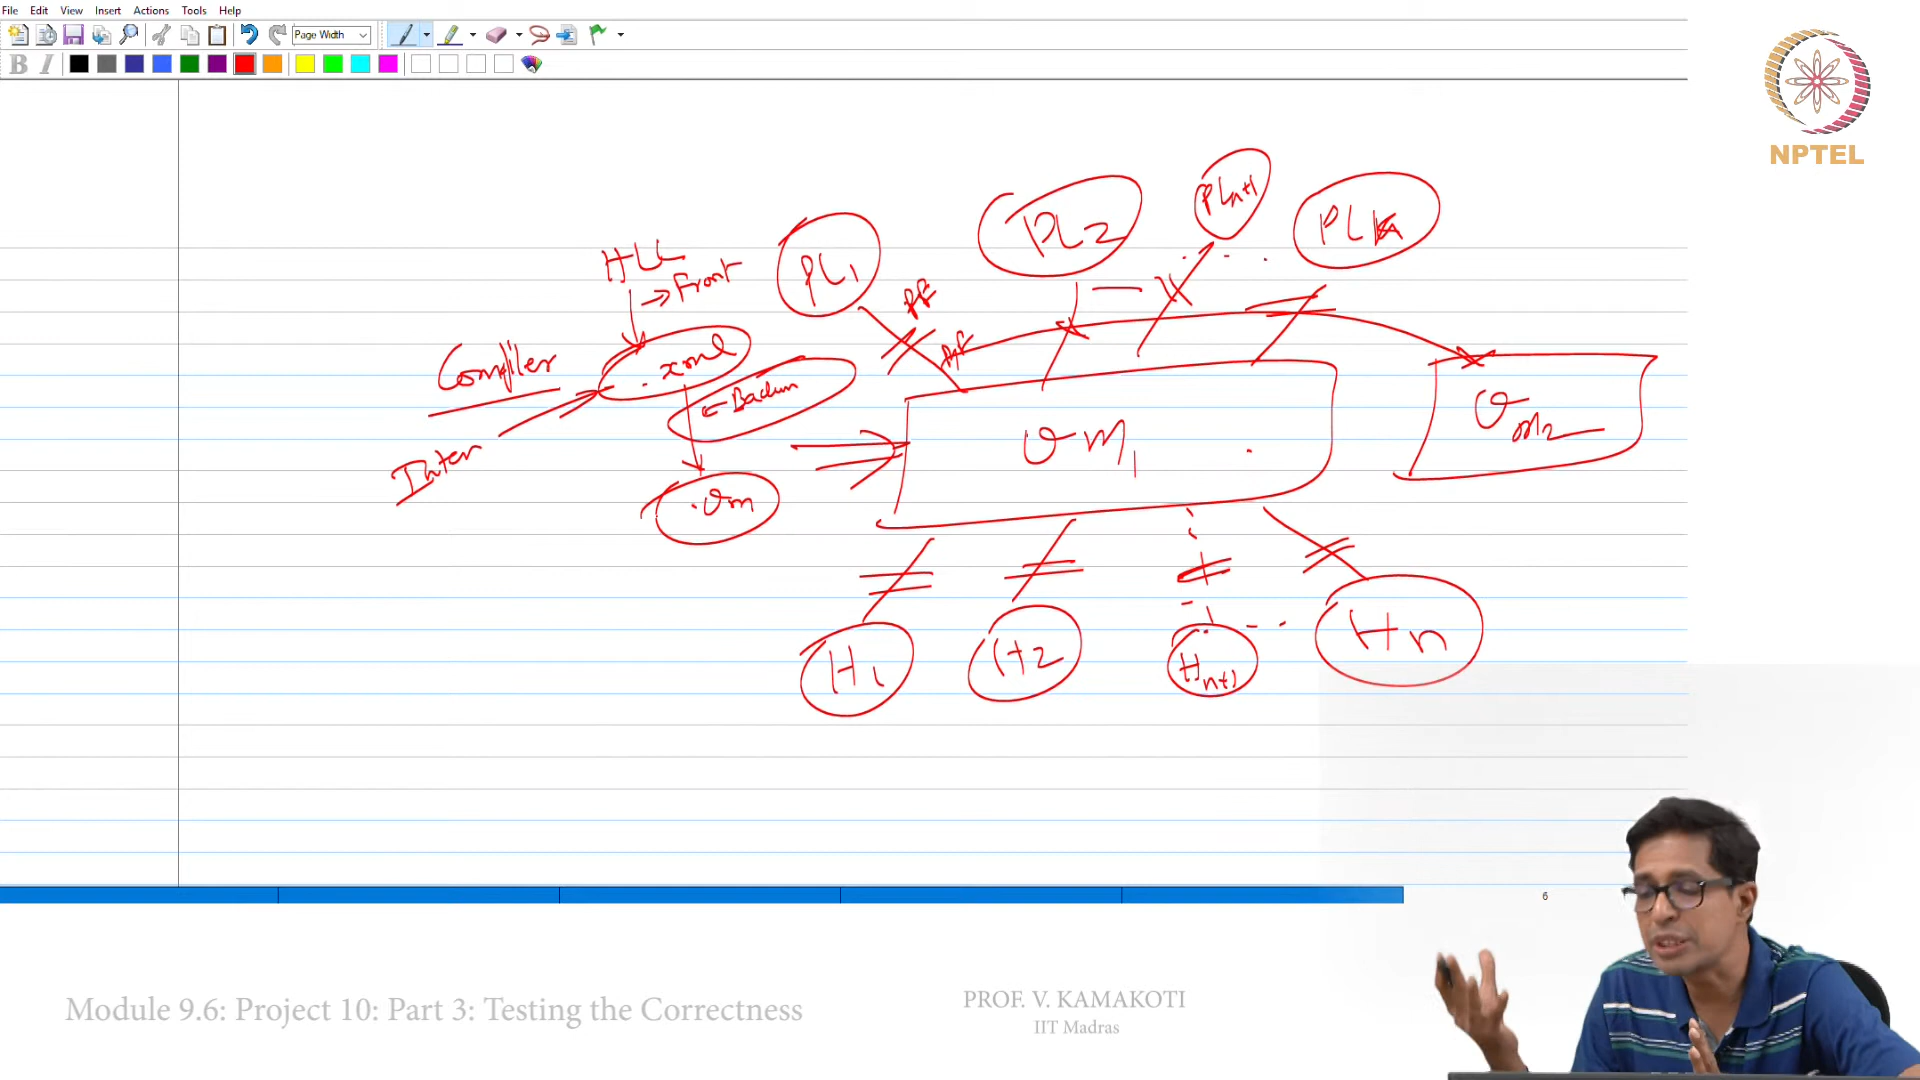 File Edit View Insert Actions Tools Help
Page Width
B I
NPTEL
HLL
→ Front
PL1
PL2
PLn+1
PLk
Compiler
.xml
Inter
.vm
VM1
VM2
H1
H2
Hn+1
Hn
6
Module 9.6: Project 10: Part 3: Testing the Correctness
PROF. V. KAMAKOTI
IIT Madras